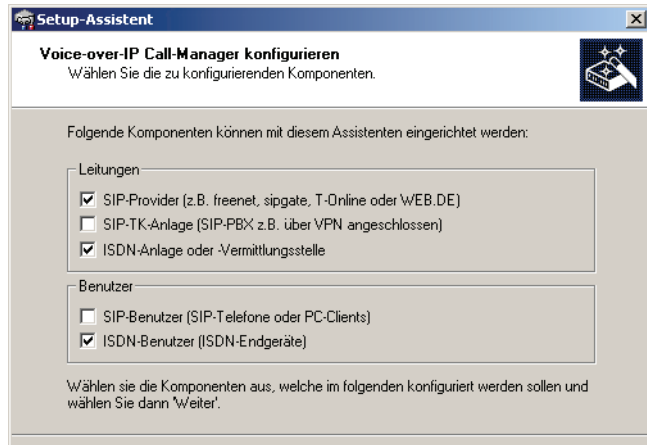 Setup-Assistent
Voice-over-IP Call-Manager konfigurieren
Wählen Sie die zu konfigurierenden Komponenten.
Folgende Komponenten können mit diesem Assistenten eingerichtet werden:
Leitungen
SIP-Provider (z.B. freenet, sipgate, T-Online oder WEB.DE)
SIP-TK-Anlage (SIP-PBX z.B. über VPN angeschlossen)
ISDN-Anlage oder -Vermittlungsstelle
Benutzer
SIP-Benutzer (SIP-Telefone oder PC-Clients)
ISDN-Benutzer (ISDN-Endgeräte)
Wählen sie die Komponenten aus, welche im folgenden konfiguriert werden sollen und
wählen Sie dann 'Weiter'.